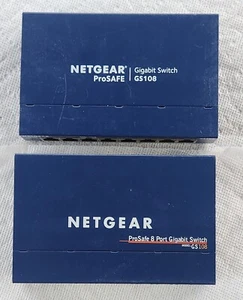 NETGEAR® Gigabit Switch
ProSAFE GS108
NETGEAR
ProSafe 8 Port Gigabit Switch
GS108